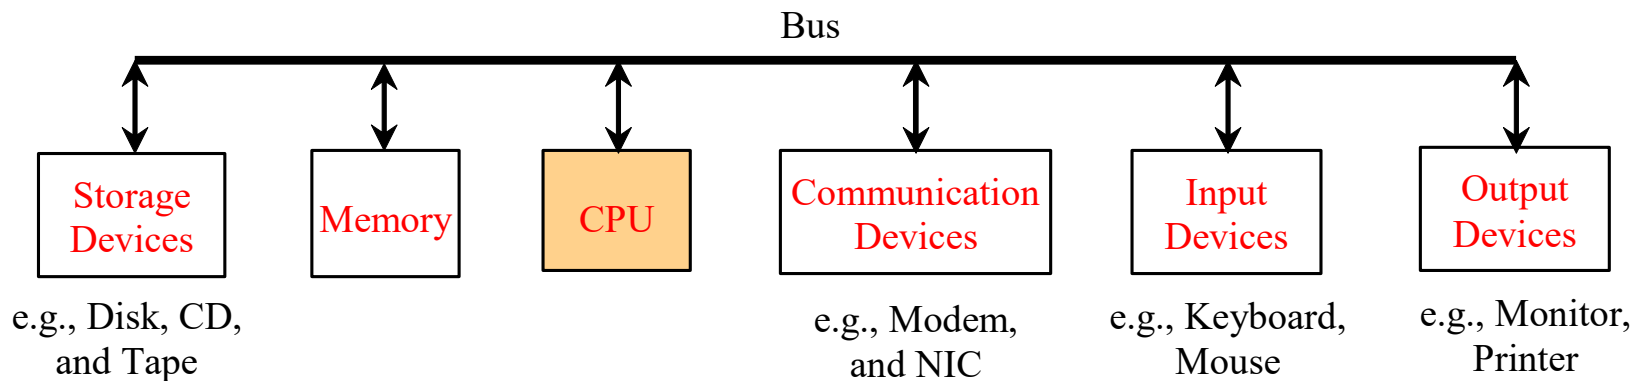 Bus
Storage
Devices
Memory
CPU
Communication
Devices
Input
Devices
Output
Devices
e.g., Disk, CD,
and Tape
e.g., Modem,
and NIC
e.g., Keyboard,
Mouse
e.g., Monitor,
Printer